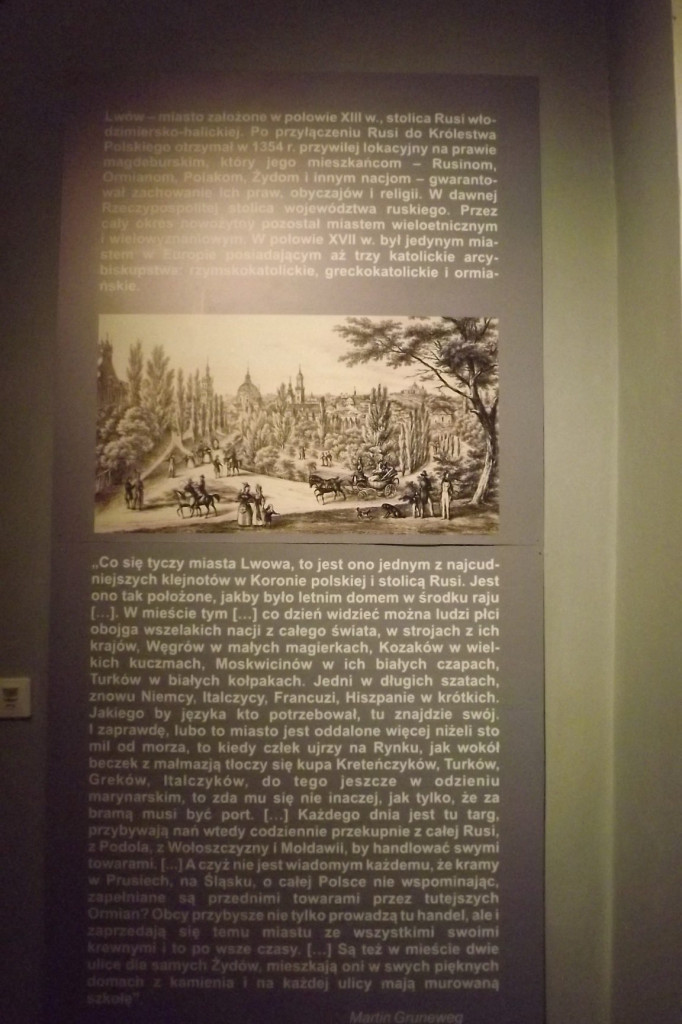 Lwów – miasto założone w połowie XIII w., stolica Rusi wło-
dzimiersko-halickiej. Po przyłączeniu Rusi do Królestwa
Polskiego otrzymał w 1354 r. przywilej lokacyjny na prawie
magdeburskim, który jego mieszkańcom – Rusinom,
Ormianom, Polakom, Żydom i innym nacjom – gwaranto-
wał zachowanie ich praw, obyczajów i religii. W dawnej
Rzeczypospolitej stolica województwa ruskiego. Przez
cały okres nowożytny pozostał miastem wieloetnicznym
i wielowyznaniowym. W połowie XVII w. był jedynym mia-
stem w Europie posiadającym aż trzy katolickie arcy-
biskupstwa: rzymskokatolickie, greckokatolickie i ormia-
ńskie.
„Co się tyczy miasta Lwowa, to jest ono jednym z najcud-
niejszych klejnotów w Koronie polskiej i stolicą Rusi. Jest
ono tak położone, jakby było letnim domem w środku raju
[...]. W mieście tym [...] co dzień widzieć można ludzi płci
obojga wszelakich nacji z całego świata, w strojach z ich
krajów, Węgrów w małych magierkach, Kozaków w wiel-
kich kuczmach, Moskwicinów w ich białych czapach,
Turków w białych kołpakach. Jedni w długich szatach,
znowu Niemcy, Italczycy, Francuzi, Hiszpanie w krótkich.
Jakiego by języka kto potrzebował, tu znajdzie swój.
I zaprawdę, lubo to miasto jest oddalone więcej niżeli sto
mil od morza, to kiedy człek ujrzy na Rynku, jak wokół
beczek z małmazją tłoczy się kupa Kreteńczyków, Turków,
Greków, Italczyków, do tego jeszcze w odzieniu
marynarskim, to zda mu się nie inaczej, jak tylko, że za
bramą musi być port. [...] Każdego dnia jest tu targ,
przybywają nań wtedy codziennie przekupnie z całej Rusi,
z Podola, z Wołoszczyzny i Mołdawii, by handlować swymi
towarami. [...] A czyż nie jest wiadomym każdemu, że kramy
w Prusiech, na Śląsku, o całej Polsce nie wspominając,
zapełniane są przednimi towarami przez tutejszych
Ormian? Obcy przybysze nie tylko prowadzą tu handel, ale i
zaprzedają się temu miastu ze wszystkimi swoimi
krewnymi i to po wsze czasy. [...] Są też w mieście dwie
ulice dla samych Żydów, mieszkają oni w swych pięknych
domach z kamienia i na każdej ulicy mają murowaną
szkołę".
Martin Gruneweg